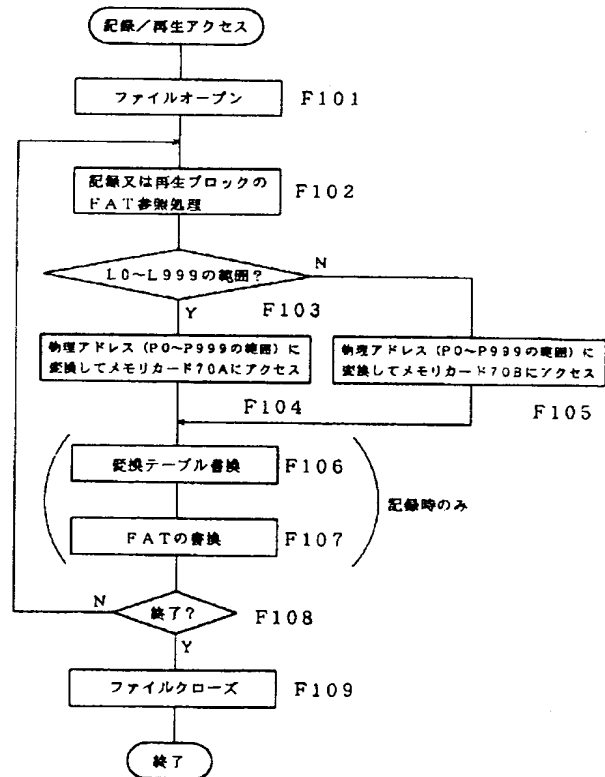 記録/再生アクセス
ファイルオープン
F101
記録又は再生ブロックの
FAT参照処理
F102
L0~L999の範囲?
N
F103
Y
物理アドレス(P0~P999の範囲)に
変換してメモリカード70Aにアクセス
物理アドレス(P0~P999の範囲)に
変換してメモリカード70Bにアクセス
F104
F105
変換テーブル書換
F106
記録時のみ
FATの書換
F107
N
終了?
F108
Y
ファイルクローズ
F109
終了